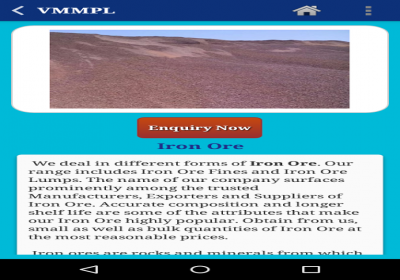 VMMPL
Enquiry Now
Iron Ore
We deal in different forms of Iron Ore. Our
range includes Iron Ore Fines and Iron Ore
Lumps. The name of our company surfaces
prominently among the trusted
Manufacturers, Exporters and Suppliers of
Iron Ore. Accurate composition and longer
shelf life are some of the attributes that make
our Iron Ore highly popular. Obtain from us,
small as well as bulk quantities of Iron Ore at
the most reasonable prices.
Iron ores are rocks and minerals from which